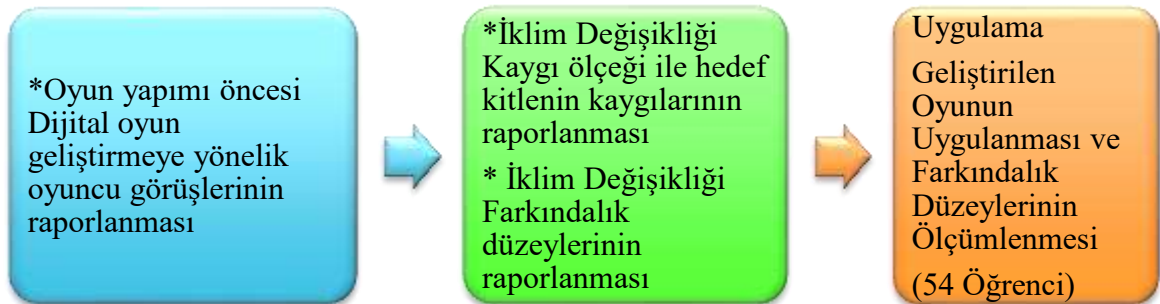 *Oyun yapımı öncesi
Dijital oyun
geliştirmeye yönelik
oyuncu görüşlerinin
raporlanması
*İklim Değişikliği
Kaygı ölçeği ile hedef
kitlenin kaygılarının
raporlanması
* İklim Değişikliği
Farkındalık
düzeylerinin
raporlanması
Uygulama
Geliştirilen
Oyunun
Uygulanması ve
Farkındalık
Düzeylerinin
Ölçümlenmesi
(54 Öğrenci)